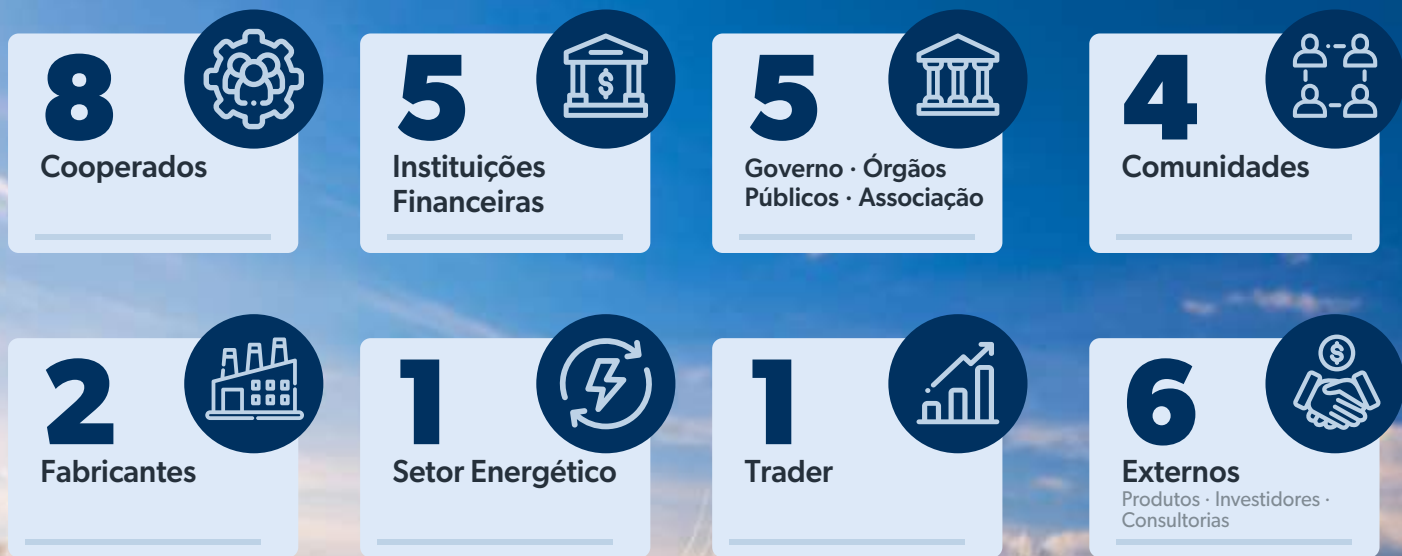 8
Cooperados
5
Instituições
Financeiras
5
Governo · Órgãos
Públicos · Associação
4
Comunidades
2
Fabricantes
1
Setor Energético
1
Trader
6
Externos
Produtos · Investidores ·
Consultorias